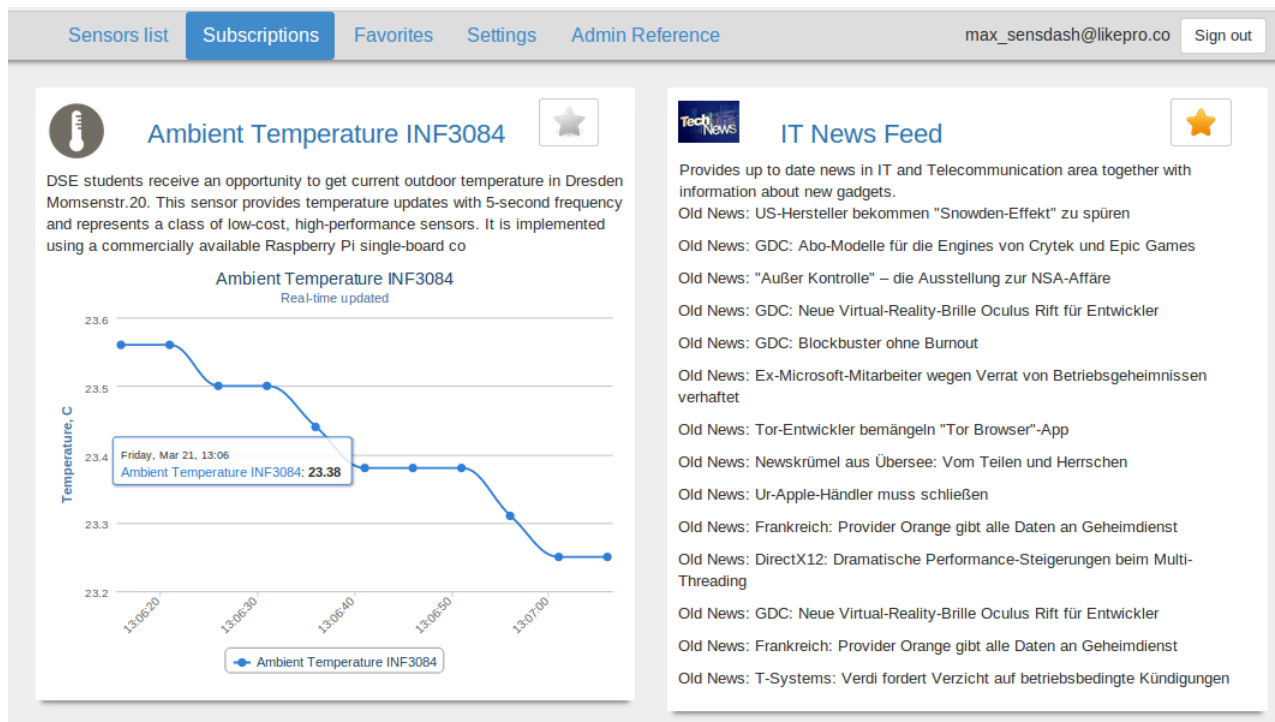 Sensors list Subscriptions Favorites Settings Admin Reference max_sensdash@likepro.co Sign out
Ambient Temperature INF3084
DSE students receive an opportunity to get current outdoor temperature in Dresden
Momsenstr.20. This sensor provides temperature updates with 5-second frequency
and represents a class of low-cost, high-performance sensors. It is implemented
using a commercially available Raspberry Pi single-board co
Ambient Temperature INF3084
Real-time updated
Temperature, C
23.6
23.5
23.4
23.3
23.2
Friday, Mar 21, 13:06
Ambient Temperature INF3084: 23.38
13:06:20 13:06:30 13:06:40 13:06:50 13:07:00
Ambient Temperature INF3084
Tech
News
IT News Feed
Provides up to date news in IT and Telecommunication area together with
information about new gadgets.
Old News: US-Hersteller bekommen "Snowden-Effekt" zu spüren
Old News: GDC: Abo-Modelle für die Engines von Crytek und Epic Games
Old News: "Außer Kontrolle" – die Ausstellung zur NSA-Affäre
Old News: GDC: Neue Virtual-Reality-Brille Oculus Rift für Entwickler
Old News: GDC: Blockbuster ohne Burnout
Old News: Ex-Microsoft-Mitarbeiter wegen Verrat von Betriebsgeheimnissen
verhaftet
Old News: Tor-Entwickler bemängeln "Tor Browser"-App
Old News: Newskrümel aus Übersee: Vom Teilen und Herrschen
Old News: Ur-Apple-Händler muss schließen
Old News: Frankreich: Provider Orange gibt alle Daten an Geheimdienst
Old News: DirectX12: Dramatische Performance-Steigerungen beim Multi-
Threading
Old News: GDC: Neue Virtual-Reality-Brille Oculus Rift für Entwickler
Old News: Frankreich: Provider Orange gibt alle Daten an Geheimdienst
Old News: T-Systems: Verdi fordert Verzicht auf betriebsbedingte Kündigungen